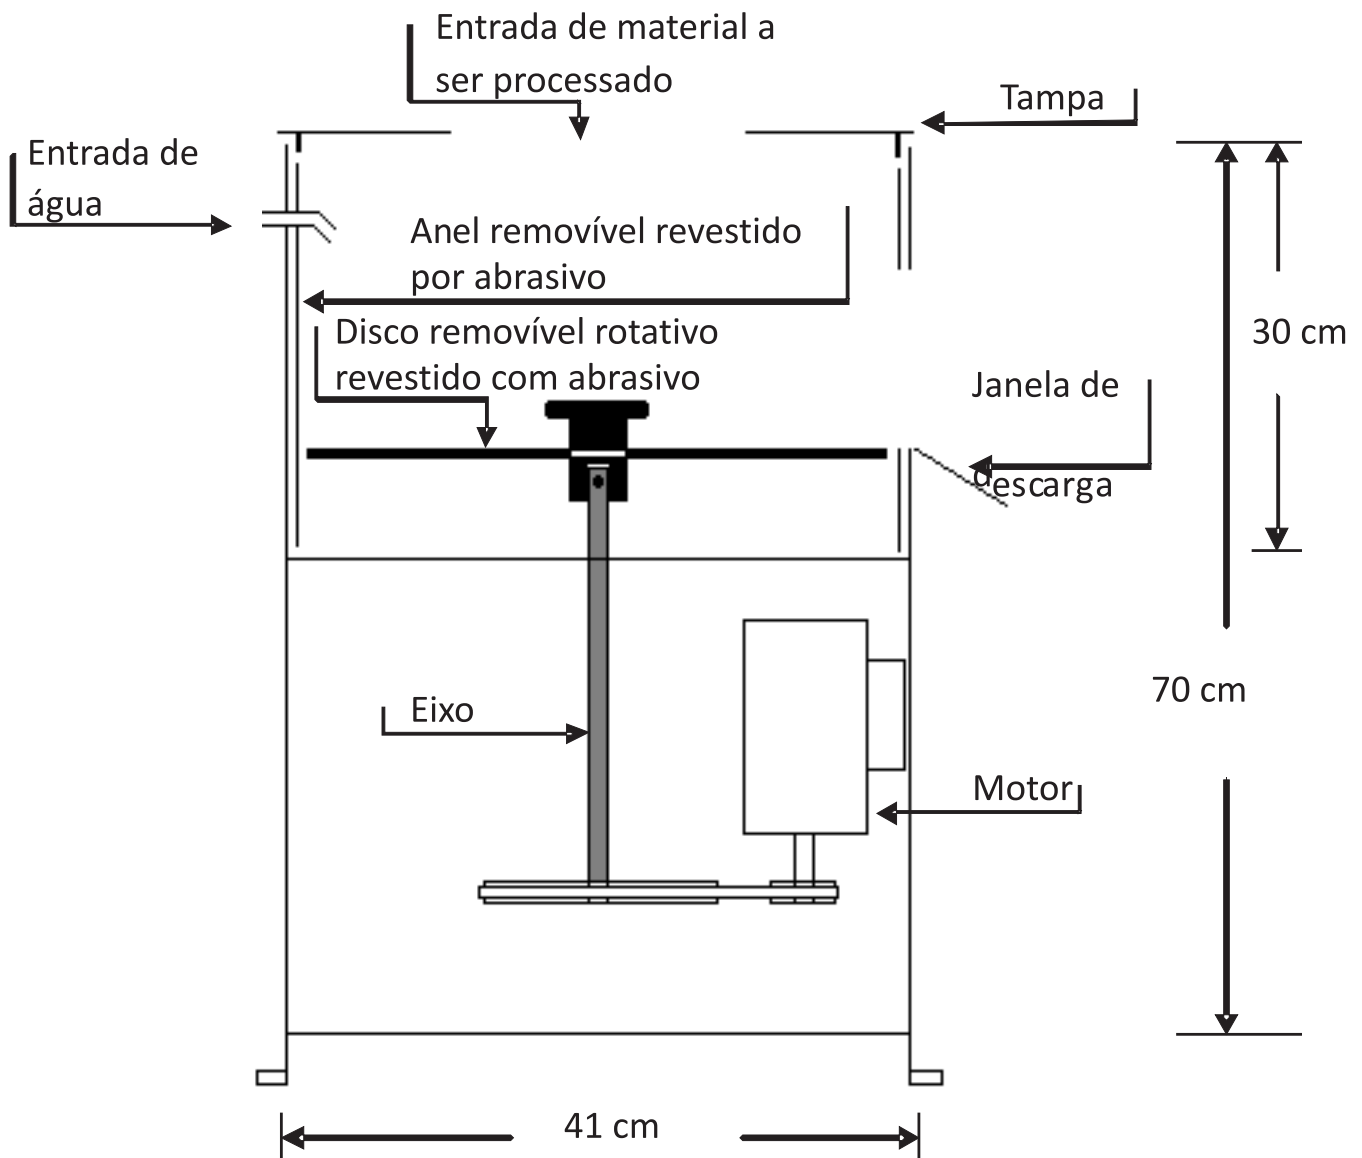 Entrada de material a
ser processado
Tampa
Entrada de
água
Anel removível revestido
por abrasivo
Disco removível rotativo
revestido com abrasivo
30 cm
Janela de
descarga
70 cm
Eixo
Motor
41 cm